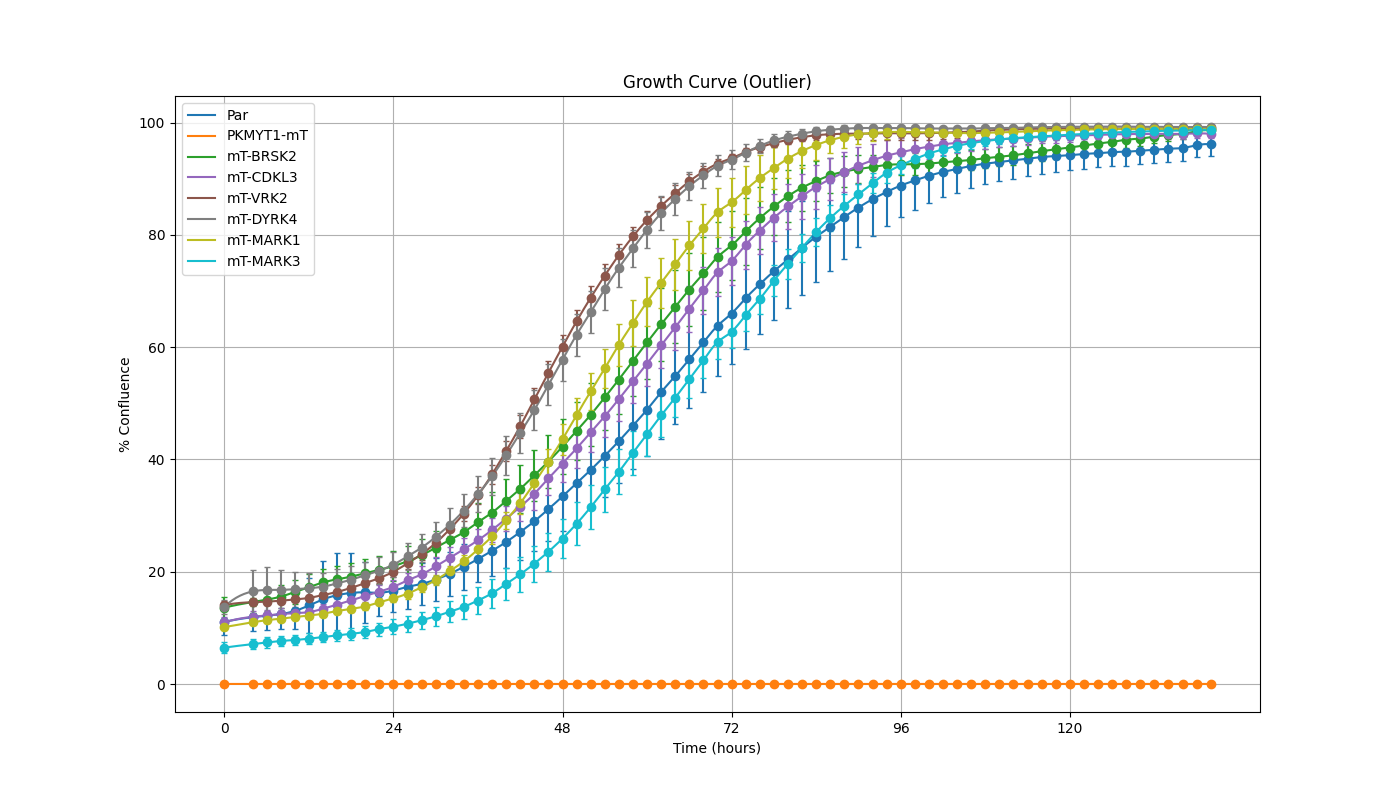 Growth Curve (Outlier)
Par
PKMYT1-mT
mT-BRSK2
mT-CDKL3
mT-VRK2
mT-DYRK4
mT-MARK1
mT-MARK3
100
80
60
40
20
0
% Confluence
0 24 48 72 96 120
Time (hours)